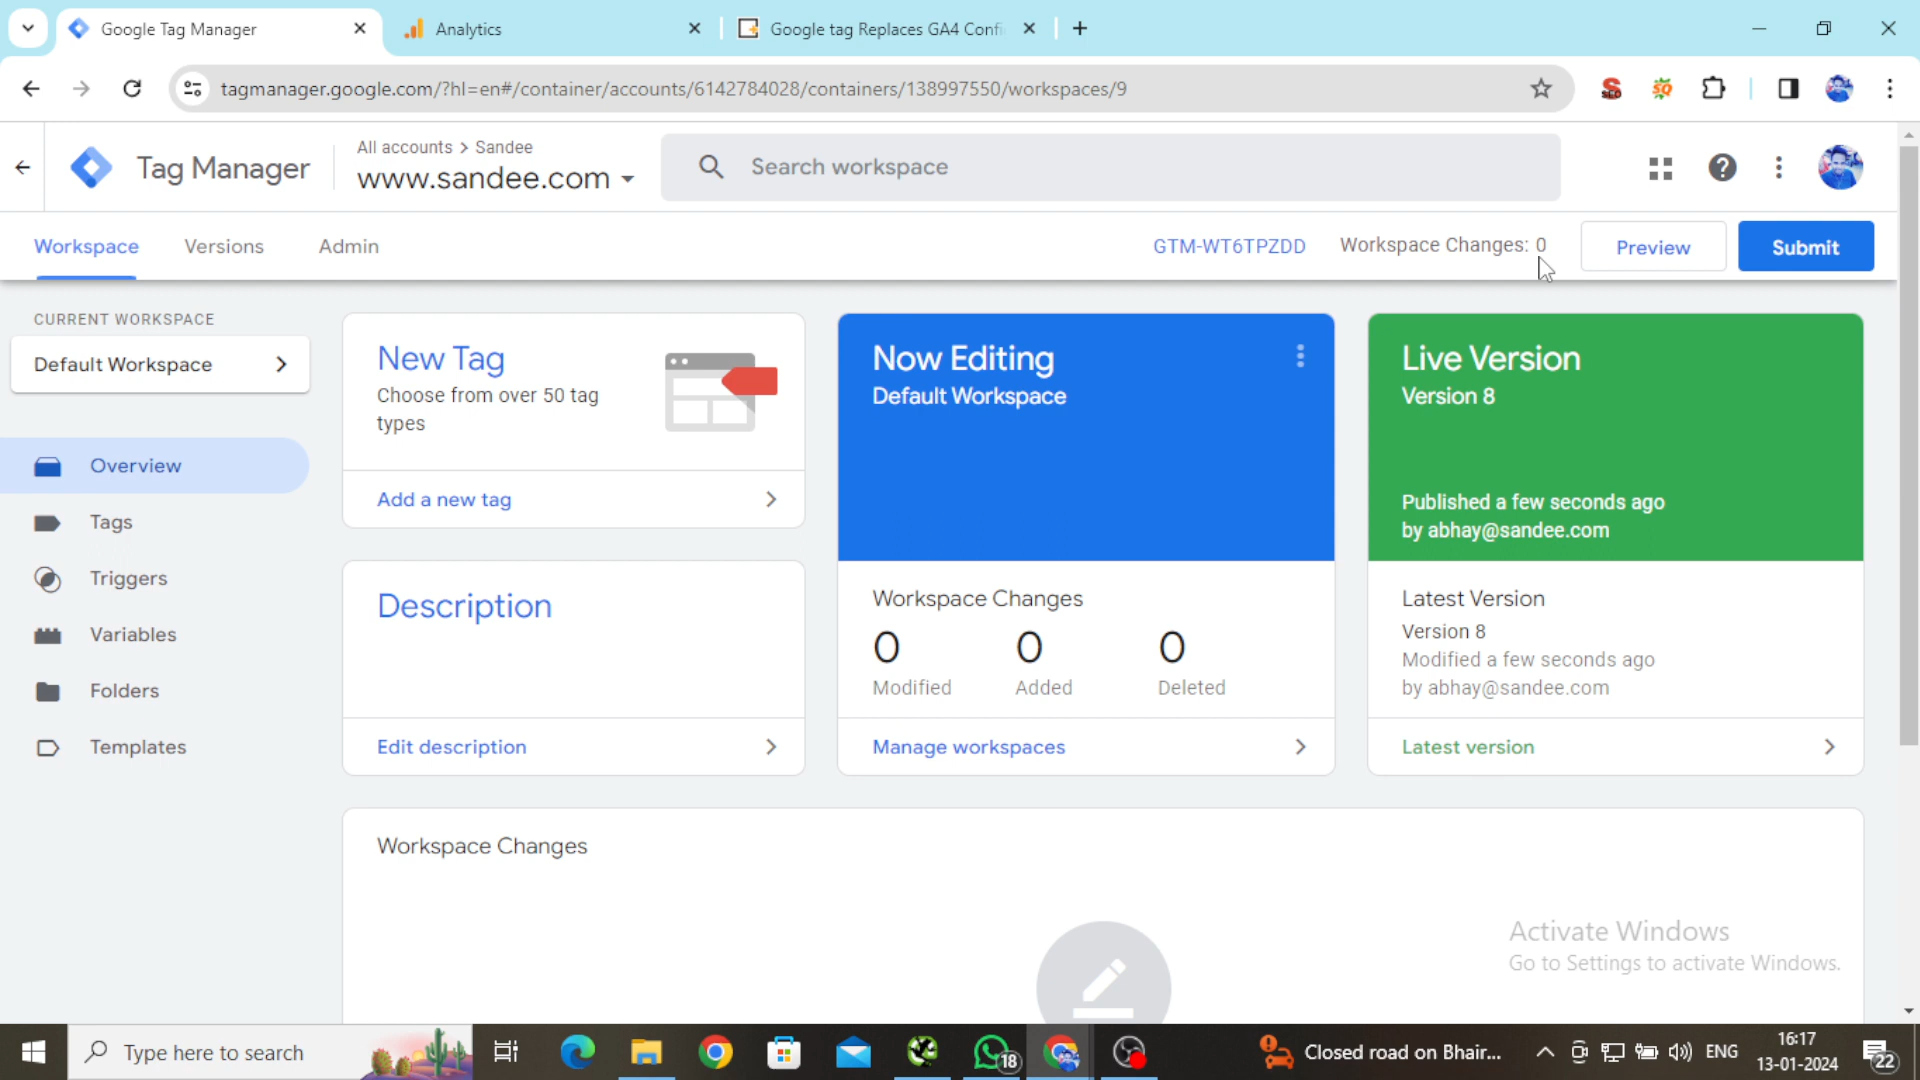 Google Tag Manager
Analytics
Google tag Replaces GA4 Confi
tagmanager.google.com/?hl=en#/container/accounts/6142784028/containers/138997550/workspaces/9
Tag Manager
All accounts > Sandee
www.sandee.com
Search workspace
Workspace
Versions
Admin
GTM-WT6TPZDD
Workspace Changes: 0
Preview
Submit
CURRENT WORKSPACE
Default Workspace
Overview
Tags
Triggers
Variables
Folders
Templates
New Tag
Choose from over 50 tag
types
Add a new tag
Description
Edit description
Now Editing
Default Workspace
Workspace Changes
0 0 0
Modified Added Deleted
Manage workspaces
Live Version
Version 8
Published a few seconds ago
by abhay@sandee.com
Latest Version
Version 8
Modified a few seconds ago
by abhay@sandee.com
Latest version
Workspace Changes
Activate Windows
Go to Settings to activate Windows.
Type here to search
18
Closed road on Bhair...
ENG
16:17
13-01-2024
22